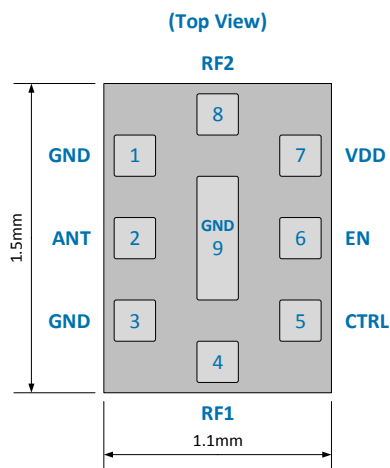 (Top View)
RF2
8
GND 1 7 VDD
GND
ANT 2 9 6 EN
GND 3 5 CTRL
4
RF1
1.5mm
1.1mm